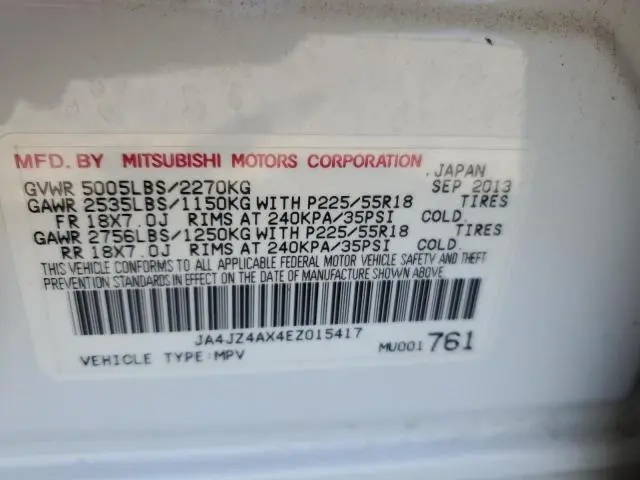 MFD. BY MITSUBISHI MOTORS CORPORATION
JAPAN
GVWR 5005LBS/2270KG SEP 2013
GAWR 2535LBS/1150KG WITH P225/55R18 TIRES
FR 18X7.0J RIMS AT 240KPA/35PSI COLD.
GAWR 2756LBS/1250KG WITH P225/55R18 TIRES
RR 18X7.0J RIMS AT 240KPA/35PSI COLD.
THIS VEHICLE CONFORMS TO ALL APPLICABLE FEDERAL MOTOR VEHICLE SAFETY AND THEFT
PREVENTION STANDARDS IN EFFECT ON THE DATE OF MANUFACTURE SHOWN ABOVE.
JA4JZ4AX4EZ015417
VEHICLE TYPE:MPV MU001 761